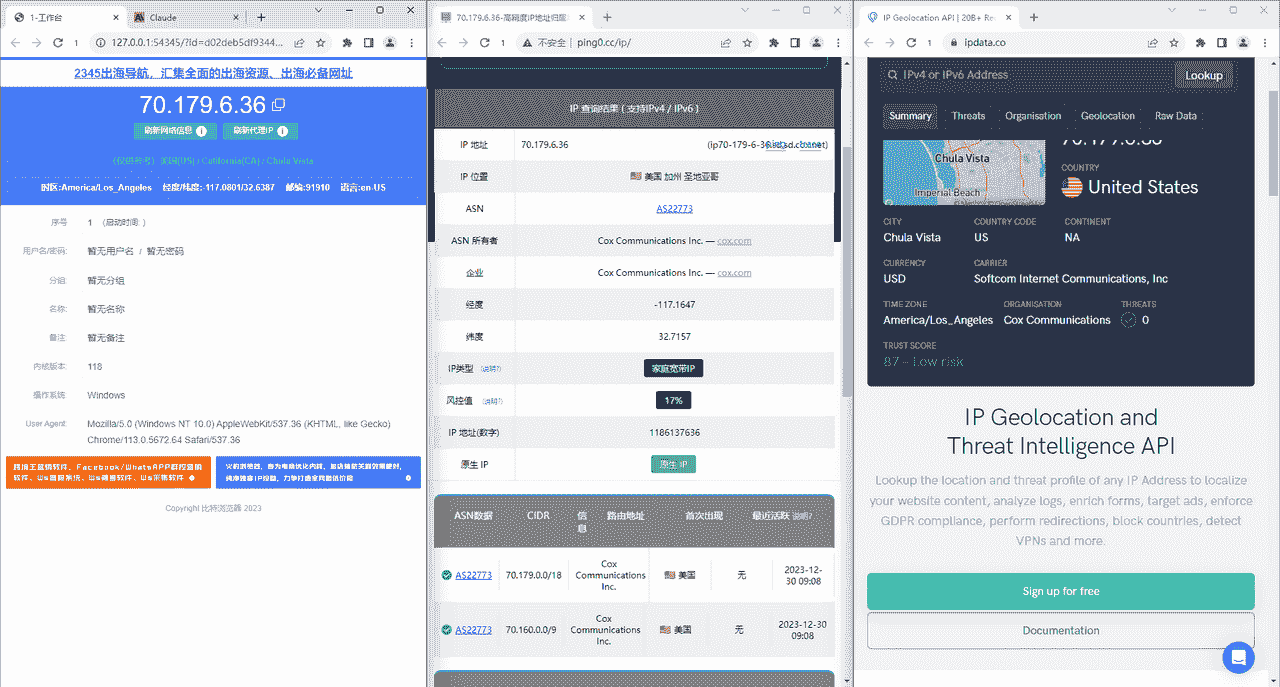 1-工作台
Claude
127.0.0.1:54345/?id=d02deb5df9344...
2345出海导航，汇集全面的出海资源、出海必备网址
70.179.6.36
刷新网络信息
刷新代理IP
美国(US) / California(CA) / Chula Vista
时区:America/Los_Angeles 经度/纬度:-117.0801/32.6387 邮编:91910 语言:en-US
序号 1 (启动时间 )
用户名/密码: 暂无用户名 / 暂无密码
分组: 暂无分组
名称: 暂无名称
备注: 暂无备注
内核版本: 118
操作系统: Windows
User Agent: Mozilla/5.0 (Windows NT 10.0) AppleWebKit/537.36 (KHTML, like Gecko)
Chrome/113.0.5672.64 Safari/537.36
Copyright 比特浏览器 2023
70.179.6.36-高精度IP地址归属
不安全 | ping0.cc/ip/
IP 查询结果 ( 支持IPv4 / IPv6 )
IP 地址 70.179.6.36
IP 位置 美国 加州 圣地亚哥
ASN AS22773
ASN 所有者 Cox Communications Inc. — cox.com
企业 Cox Communications Inc. — cox.com
经度 -117.1647
纬度 32.7157
IP类型 (说明?) 家庭宽带IP
风控值 (说明?) 17%
IP 地址(数字) 1186137636
原生 IP 原生 IP
ASN数据 CIDR 信息 路由地址 首次出现 最近活跃 说明?
AS22773 70.179.0.0/18 Cox Communications Inc. 美国 无 2023-12-30 09:08
AS22773 70.160.0.0/9 Cox Communications Inc. 美国 无 2023-12-30 09:08
IP Geolocation API | 20B+ Re
ipdata.co
IPv4 or IPv6 Address
Lookup
Summary Threats Organisation Geolocation Raw Data
Chula Vista
Imperial Beach
70.179.6.36
COUNTRY
United States
CITY COUNTRY CODE CONTINENT
Chula Vista US NA
CURRENCY CARRIER
USD Softcom Internet Communications, Inc
TIME ZONE ORGANISATION THREATS
America/Los_Angeles Cox Communications 0
TRUST SCORE
87 - Low risk
IP Geolocation and
Threat Intelligence API
Lookup the location and threat profile of any IP Address to localize
your website content, analyze logs, enrich forms, target ads, enforce
GDPR compliance, perform redirections, block countries, detect
VPNs and more.
Sign up for free
Documentation